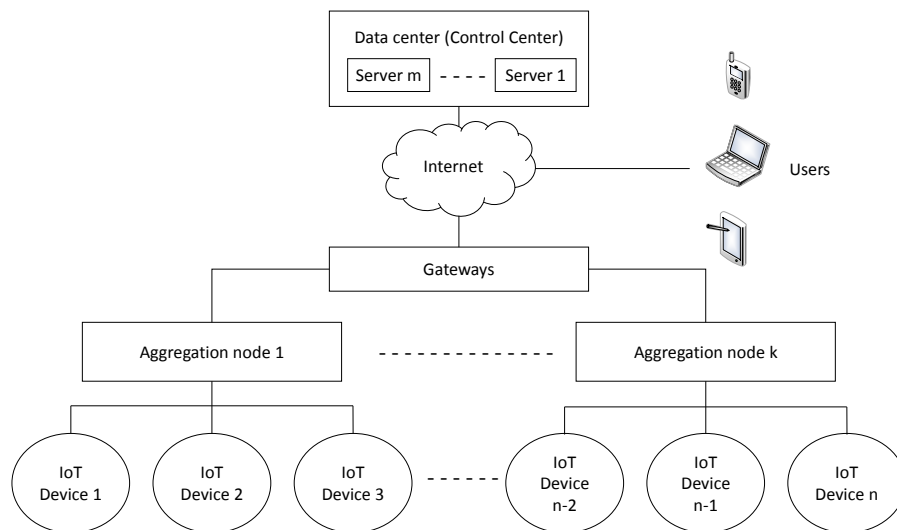 Data center (Control Center)
Server m
Server 1
Internet
Users
Gateways
Aggregation node 1
Aggregation node k
IoT
Device 1
IoT
Device 2
IoT
Device 3
IoT
Device
n-2
IoT
Device
n-1
IoT
Device n